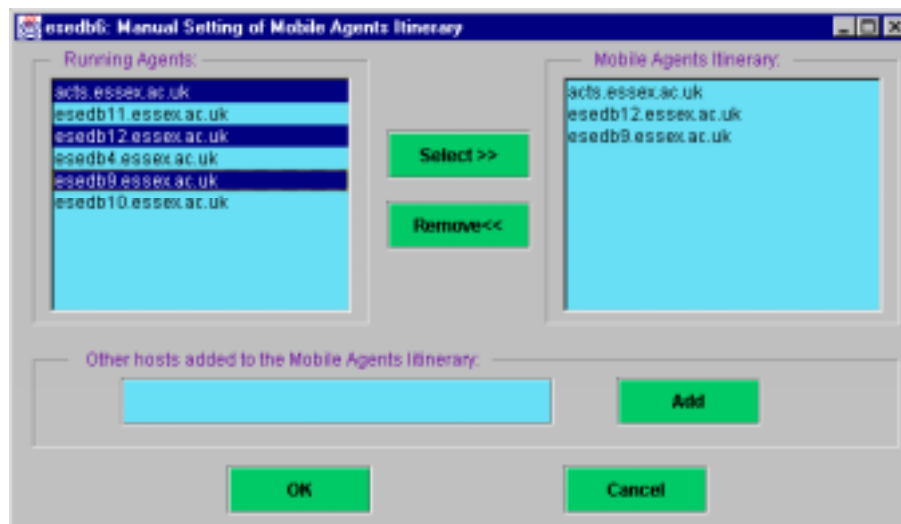 esedb6: Manual Setting of Mobile Agents Itinerary
Running Agents:
acts.essex.ac.uk
esedb11.essex.ac.uk
esedb12.essex.ac.uk
esedb4.essex.ac.uk
esedb9.essex.ac.uk
esedb10.essex.ac.uk
Select >>
Remove<<
Mobile Agents Itinerary:
acts.essex.ac.uk
esedb12.essex.ac.uk
esedb9.essex.ac.uk
Other hosts added to the Mobile Agents Itinerary:
Add
OK
Cancel